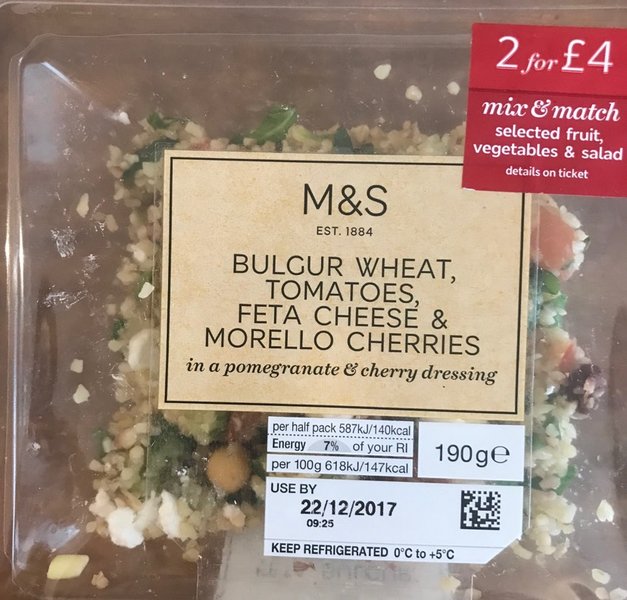 2 for £4
mix & match
selected fruit,
vegetables & salad
details on ticket
M&S
EST. 1884
BULGUR WHEAT,
TOMATOES,
FETA CHEESE &
MORELLO CHERRIES
in a pomegranate & cherry dressing
per half pack 587kJ/140kcal
Energy 7% of your RI
per 100g 618kJ/147kcal
190g℮
USE BY
22/12/2017
09:25
KEEP REFRIGERATED 0°C to +5°C